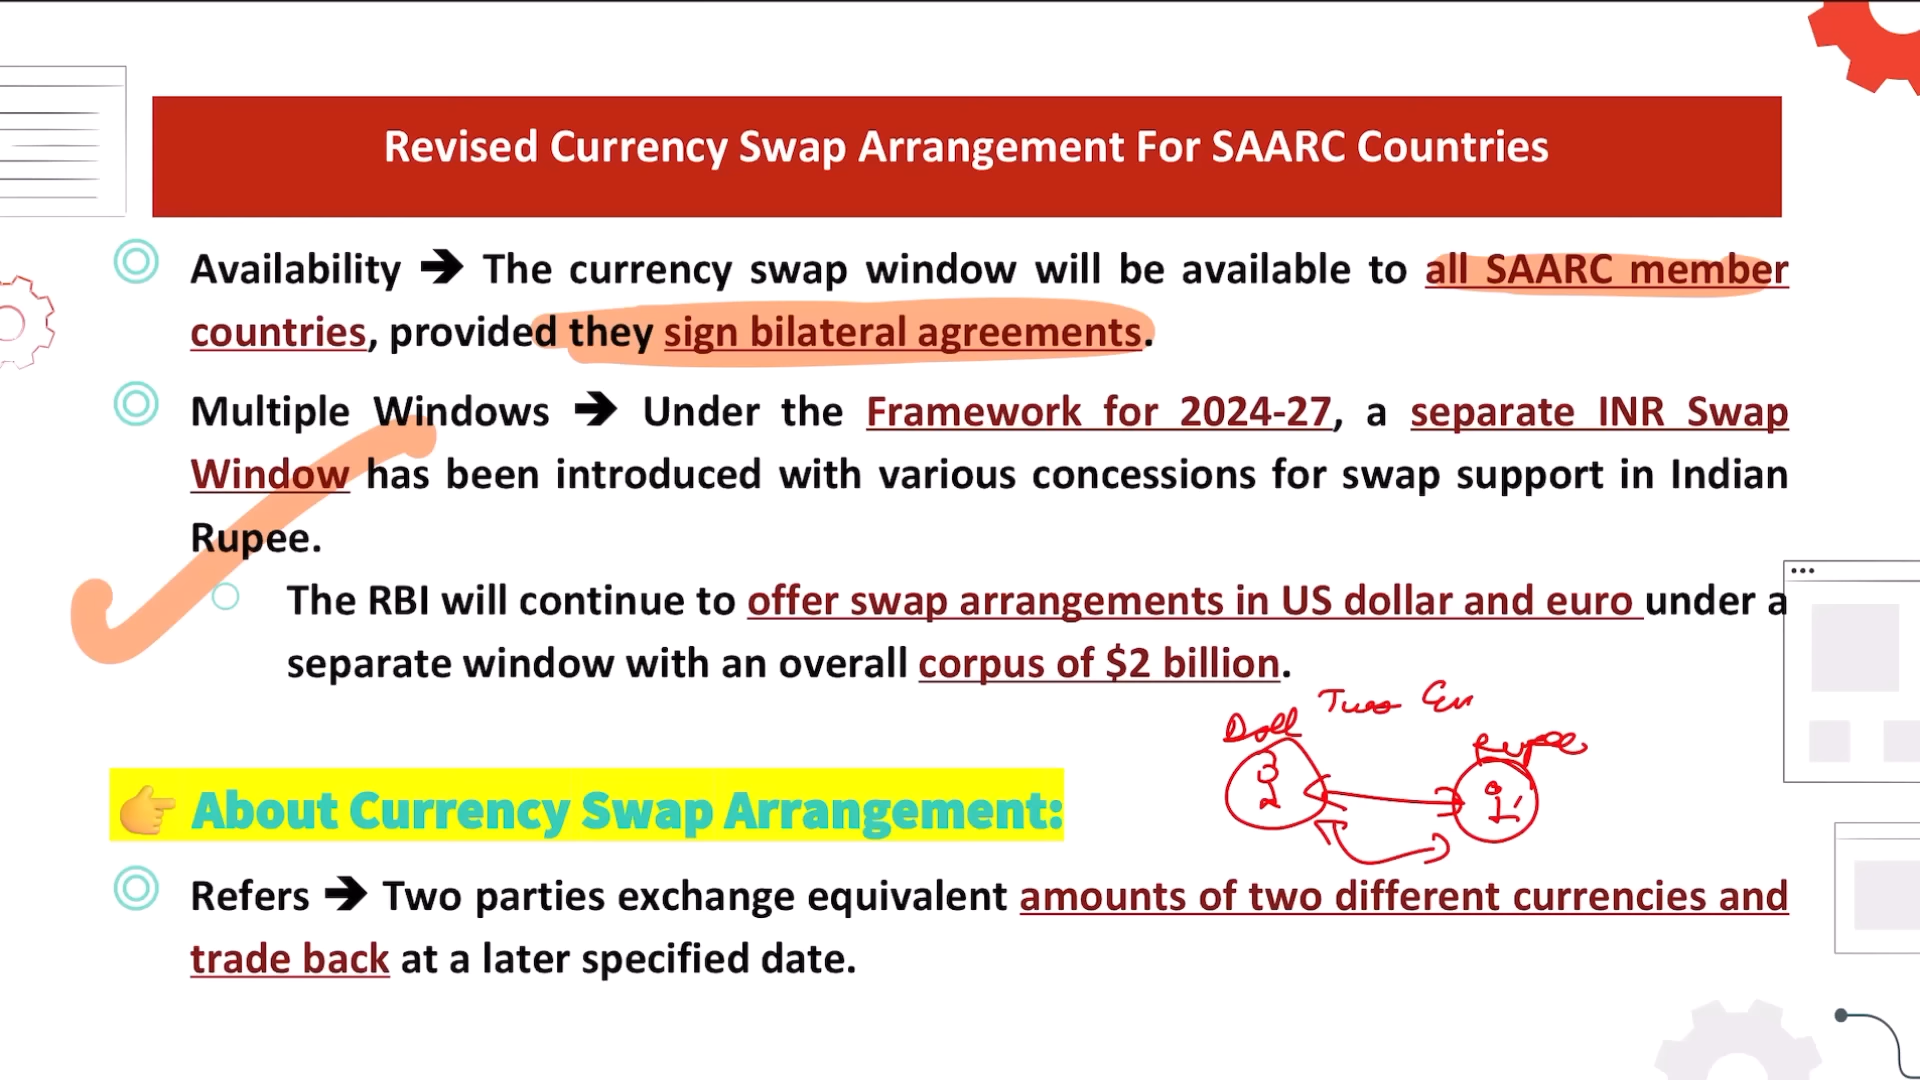 Revised Currency Swap Arrangement For SAARC Countries
Availability ➔ The currency swap window will be available to all SAARC member
countries, provided they sign bilateral agreements.
Multiple Windows ➔ Under the Framework for 2024-27, a separate INR Swap
Window has been introduced with various concessions for swap support in Indian
Rupee.
The RBI will continue to offer swap arrangements in US dollar and euro under a
separate window with an overall corpus of $2 billion.
Two
Doll
Rupee
👉 About Currency Swap Arrangement:
Refers ➔ Two parties exchange equivalent amounts of two different currencies and
trade back at a later specified date.